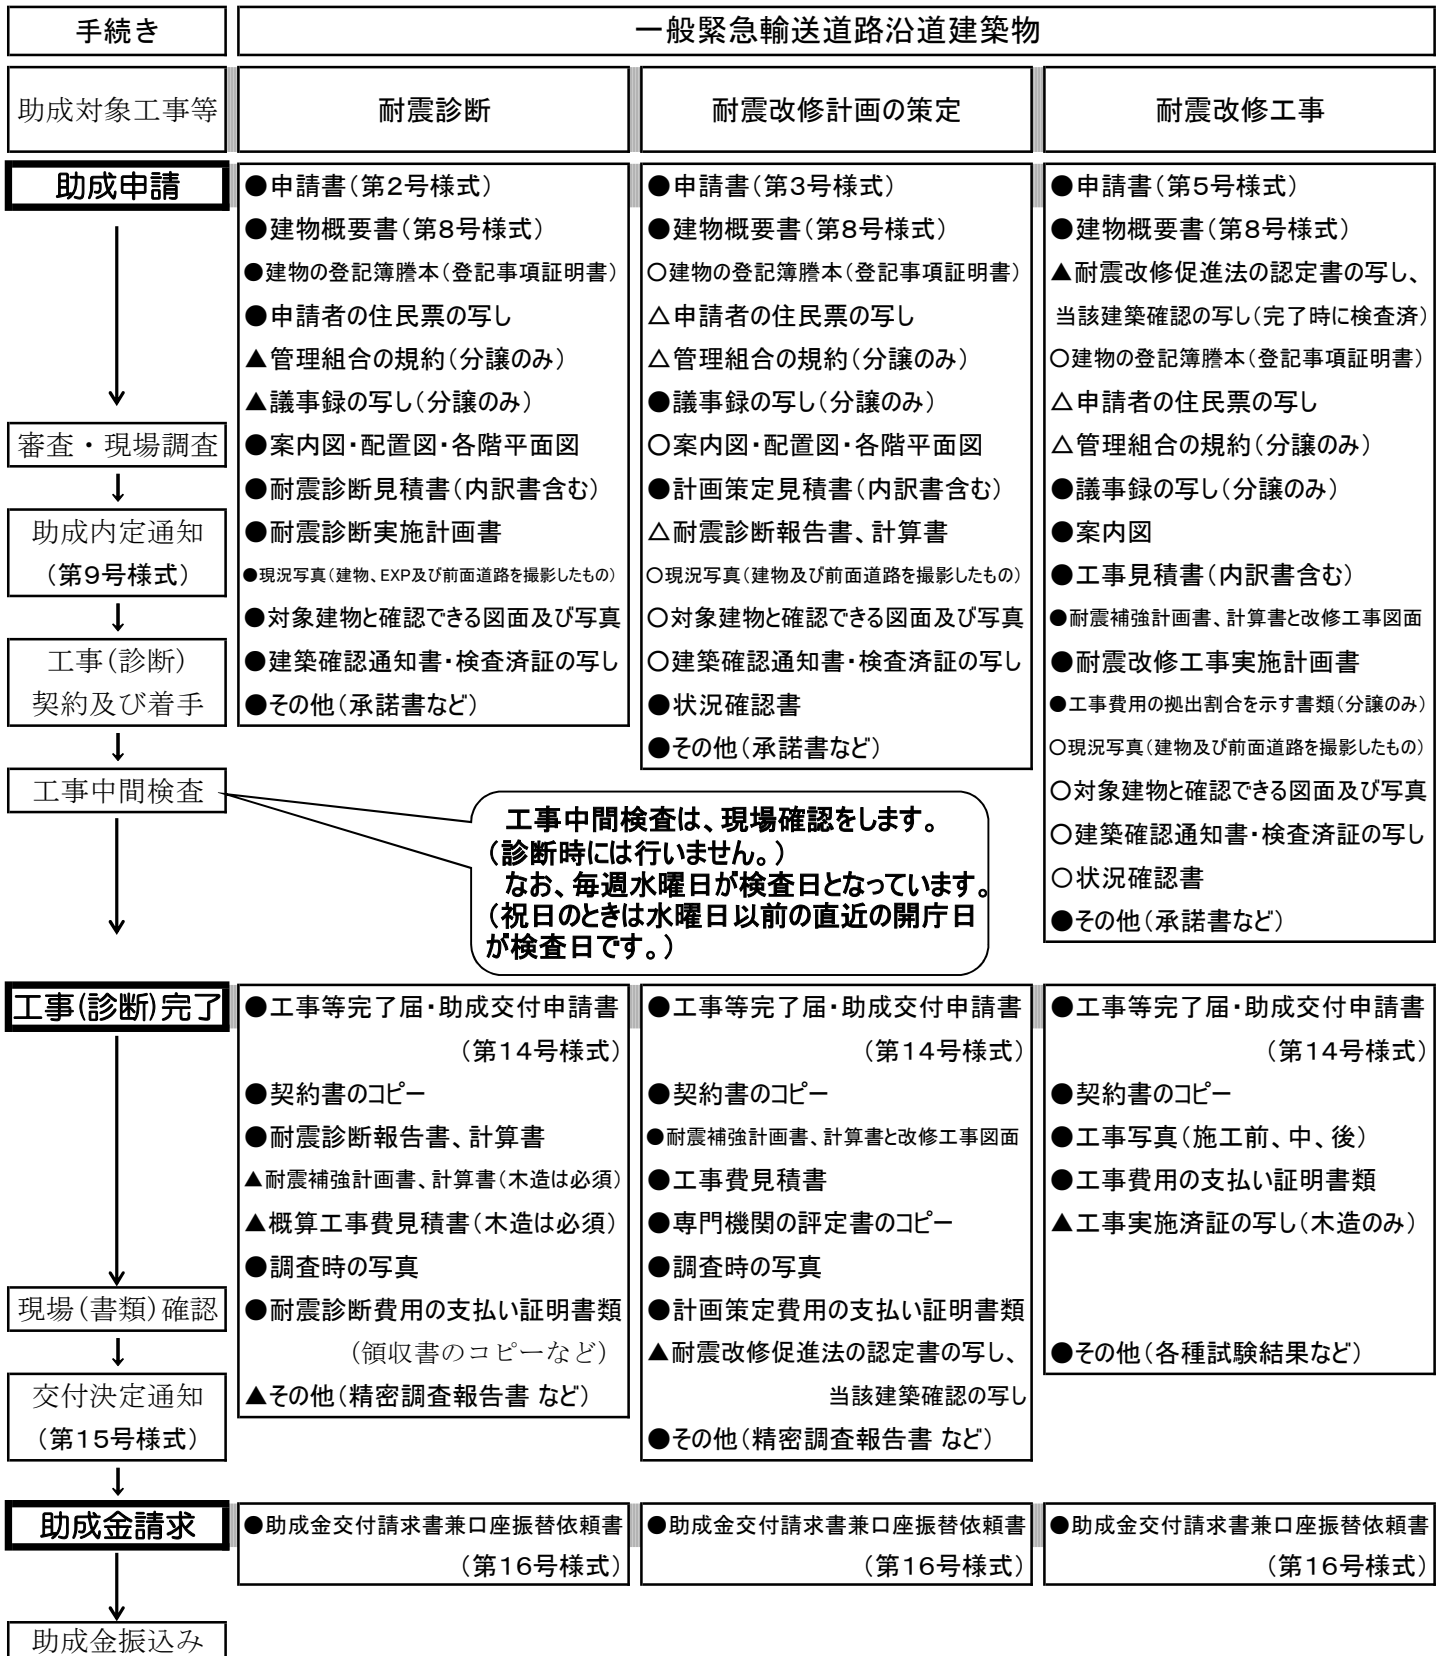 手続き
一般緊急輸送道路沿道建築物
助成対象工事等
耐震診断
耐震改修計画の策定
耐震改修工事
助成申請
審査・現場調査
助成内定通知
(第9号様式)
工事(診断)
契約及び着手
工事中間検査
●申請書(第2号様式)
●建物概要書(第8号様式)
●建物の登記簿謄本(登記事項証明書)
●申請者の住民票の写し
▲管理組合の規約(分譲のみ)
▲議事録の写し(分譲のみ)
●案内図・配置図・各階平面図
●耐震診断見積書(内訳書含む)
●耐震診断実施計画書
●現況写真(建物、EXP及び前面道路を撮影したもの)
●対象建物と確認できる図面及び写真
●建築確認通知書・検査済証の写し
●その他(承諾書など)
●申請書(第3号様式)
●建物概要書(第8号様式)
○建物の登記簿謄本(登記事項証明書)
△申請者の住民票の写し
△管理組合の規約(分譲のみ)
●議事録の写し(分譲のみ)
○案内図・配置図・各階平面図
●計画策定見積書(内訳書含む)
△耐震診断報告書、計算書
○現況写真(建物及び前面道路を撮影したもの)
○対象建物と確認できる図面及び写真
○建築確認通知書・検査済証の写し
●状況確認書
●その他(承諾書など)
●申請書(第5号様式)
●建物概要書(第8号様式)
▲耐震改修促進法の認定書の写し、
当該建築確認の写し(完了時に検査済)
○建物の登記簿謄本(登記事項証明書)
△申請者の住民票の写し
△管理組合の規約(分譲のみ)
●議事録の写し(分譲のみ)
●案内図
●工事見積書(内訳書含む)
●耐震補強計画書、計算書と改修工事図面
●耐震改修工事実施計画書
●工事費用の拠出割合を示す書類(分譲のみ)
○現況写真(建物及び前面道路を撮影したもの)
○対象建物と確認できる図面及び写真
○建築確認通知書・検査済証の写し
○状況確認書
●その他(承諾書など)
工事中間検査は、現場確認をします。
(診断時には行いません。)
なお、毎週水曜日が検査日となっています。
(祝日のときは水曜日以前の直近の開庁日
が検査日です。)
工事(診断)完了
現場(書類)確認
交付決定通知
(第15号様式)
●工事等完了届・助成交付申請書
(第14号様式)
●契約書のコピー
●耐震診断報告書、計算書
▲耐震補強計画書、計算書(木造は必須)
▲概算工事費見積書(木造は必須)
●調査時の写真
●耐震診断費用の支払い証明書類
(領収書のコピーなど)
▲その他(精密調査報告書 など)
●工事等完了届・助成交付申請書
(第14号様式)
●契約書のコピー
●耐震補強計画書、計算書と改修工事図面
●工事費見積書
●専門機関の評定書のコピー
●調査時の写真
●計画策定費用の支払い証明書類
▲耐震改修促進法の認定書の写し、
当該建築確認の写し
●その他(精密調査報告書 など)
●工事等完了届・助成交付申請書
(第14号様式)
●契約書のコピー
●工事写真(施工前、中、後)
●工事費用の支払い証明書類
▲工事実施済証の写し(木造のみ)
●その他(各種試験結果など)
助成金請求
●助成金交付請求書兼口座振替依頼書
(第16号様式)
●助成金交付請求書兼口座振替依頼書
(第16号様式)
●助成金交付請求書兼口座振替依頼書
(第16号様式)
助成金振込み